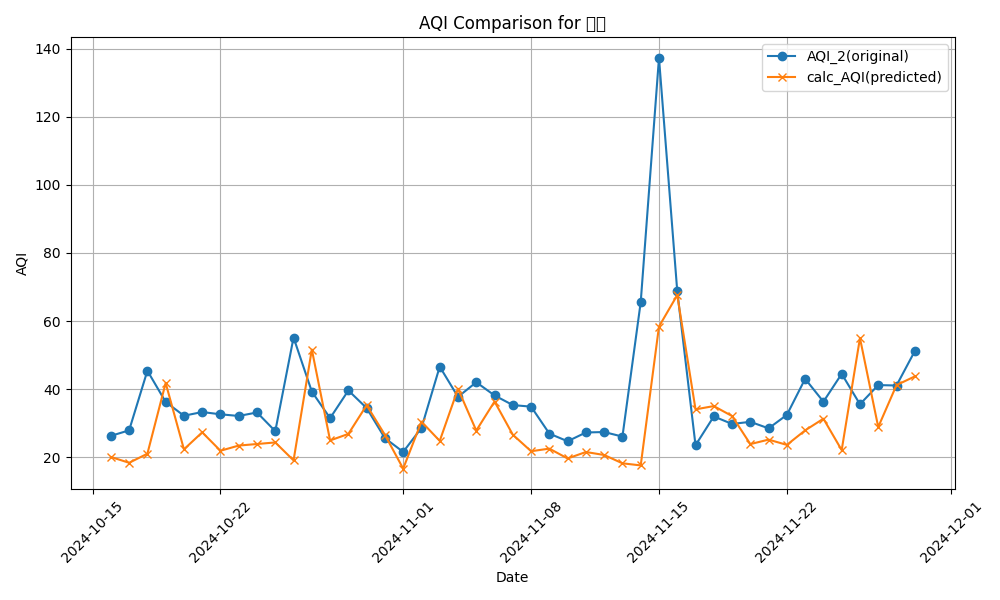 AQI Comparison for
AQI_2(original)
calc_AQI(predicted)
AQI
140
120
100
80
60
40
20
2024-10-15
2024-10-22
2024-11-01
2024-11-08
2024-11-15
2024-11-22
2024-12-01
Date